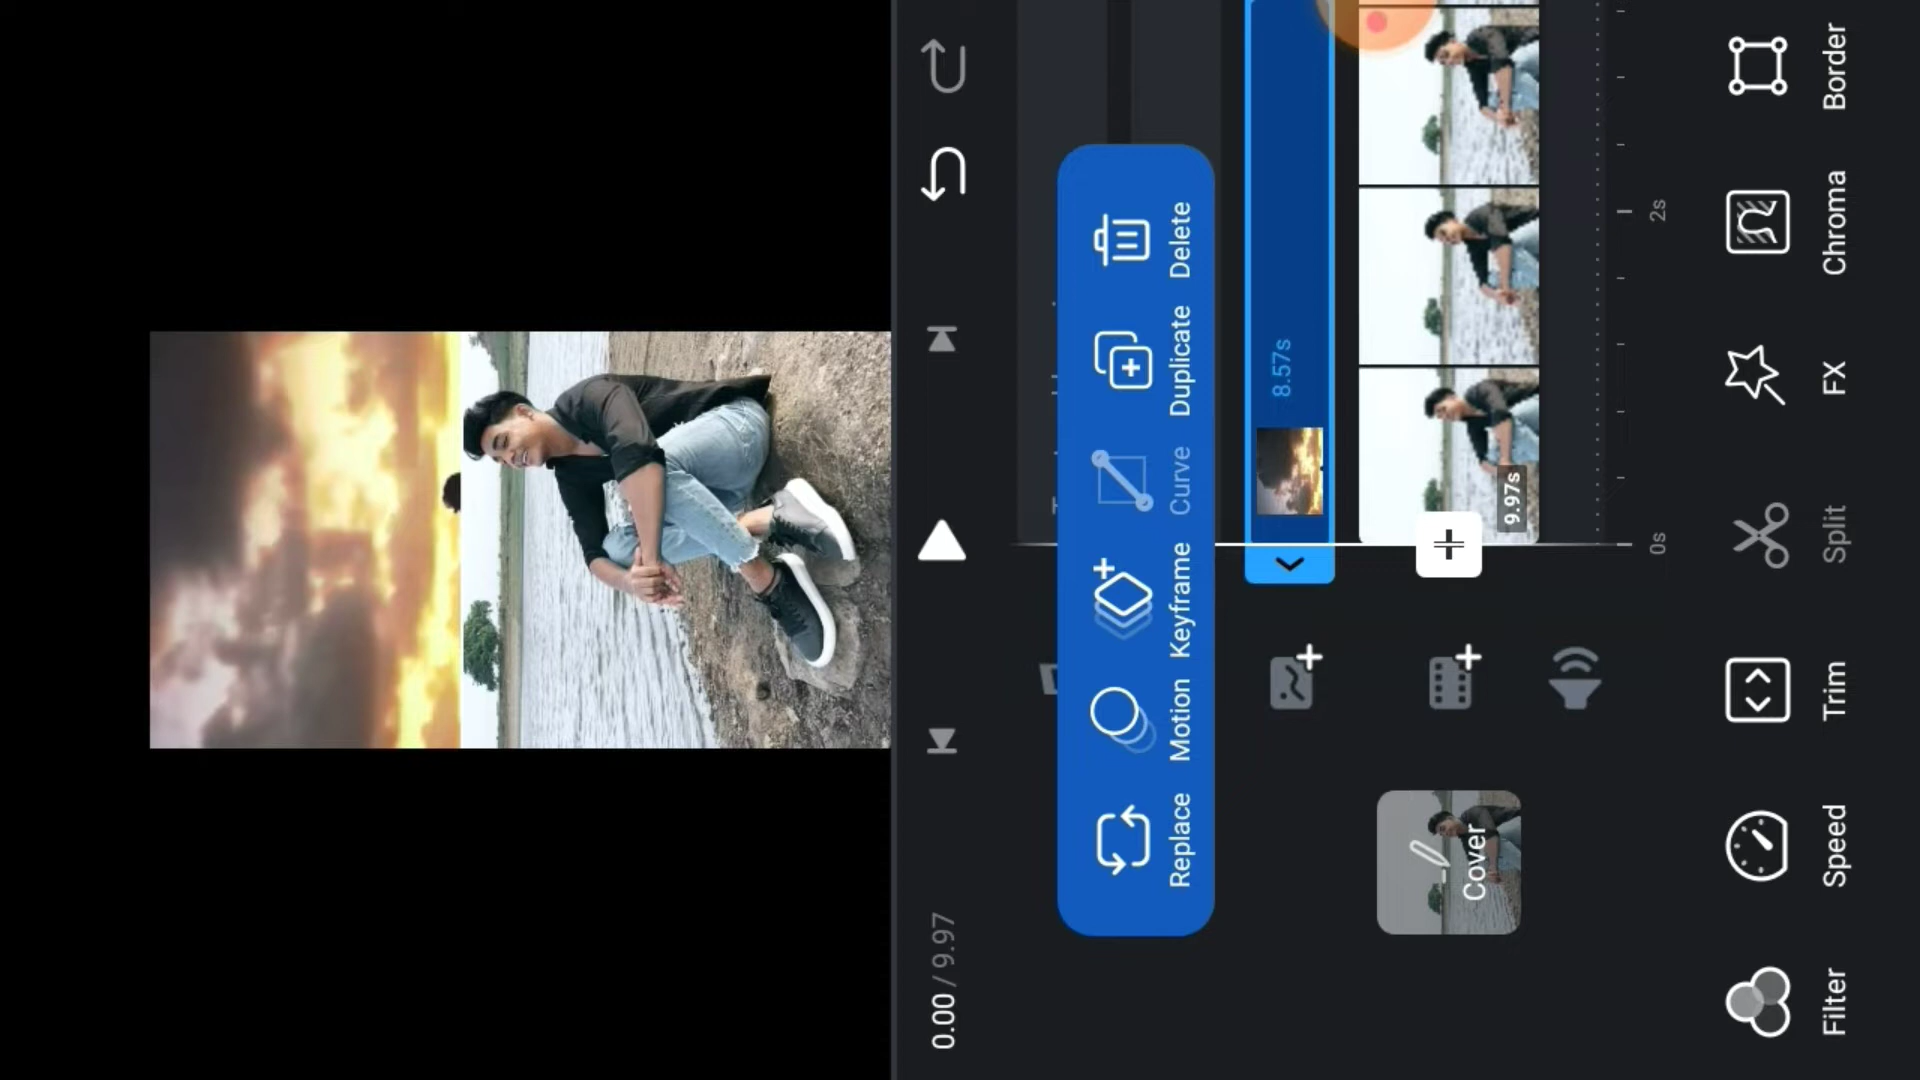 0.00 / 9.97
Replace Motion Keyframe Curve Duplicate Delete
8.57s
Cover
9.97s
0s 2s
Filter Speed Trim Split FX Chroma Border